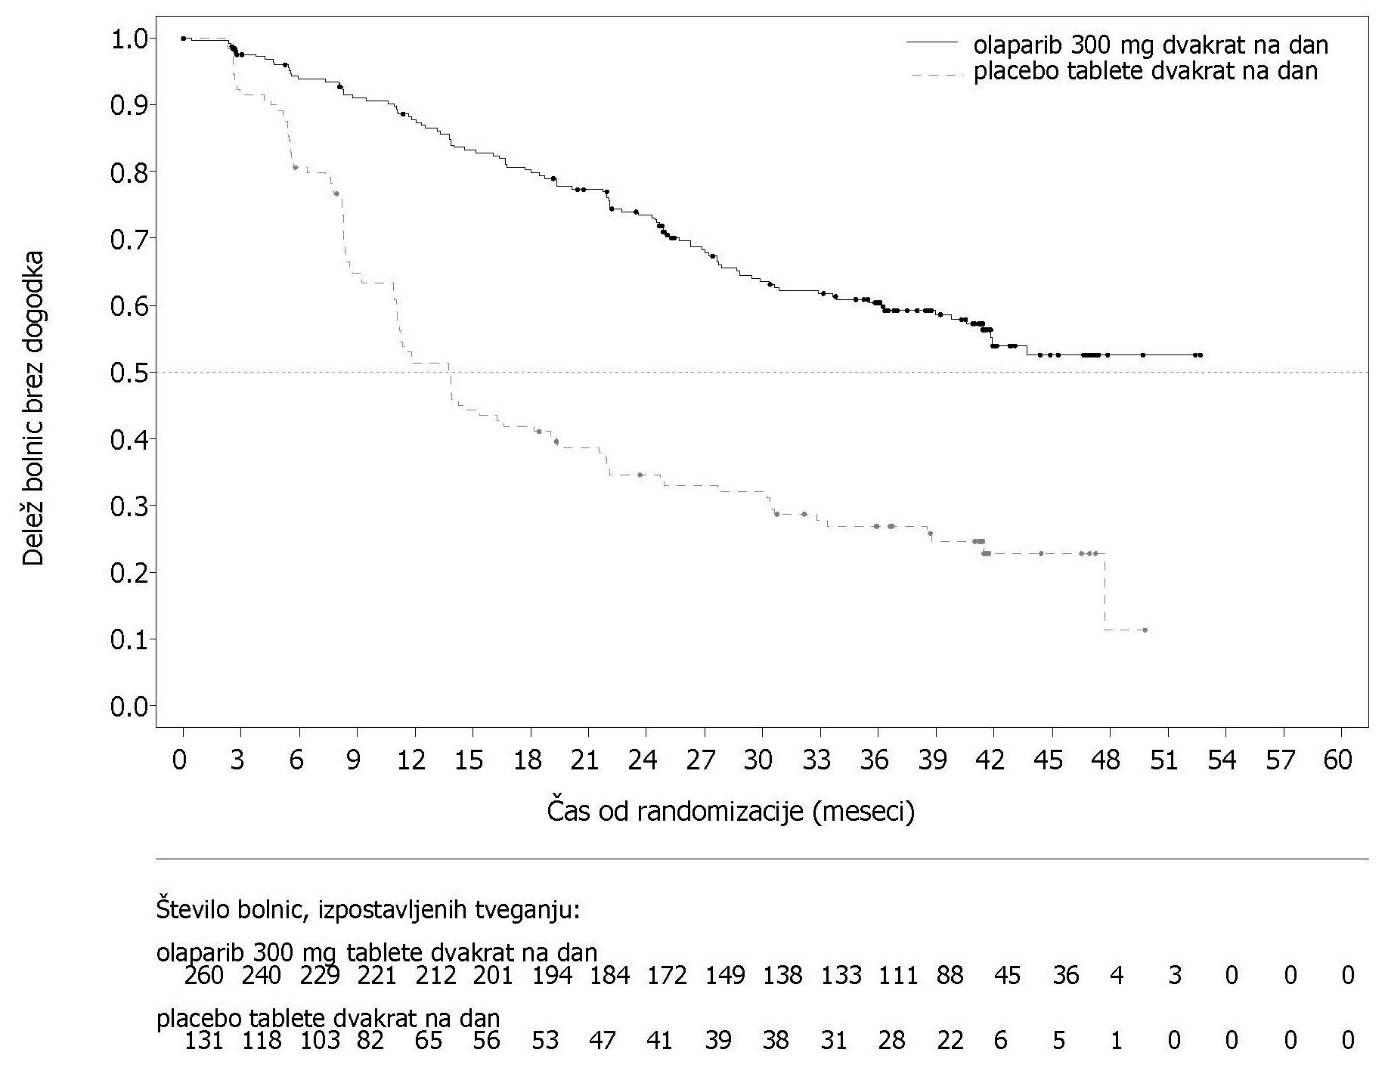 olaparib 300 mg dvakrat na dan
placebo tablete dvakrat na dan
Delež bolnic brez dogodka
1.0
0.9
0.8
0.7
0.6
0.5
0.4
0.3
0.2
0.1
0.0
0 3 6 9 12 15 18 21 24 27 30 33 36 39 42 45 48 51 54 57 60
Čas od randomizacije (meseci)
Število bolnic, izpostavljenih tveganju:
olaparib 300 mg tablete dvakrat na dan
260 240 229 221 212 201 194 184 172 149 138 133 111 88 45 36 4 3 0 0 0
placebo tablete dvakrat na dan
131 118 103 82 65 56 53 47 41 39 38 31 28 22 6 5 1 0 0 0 0